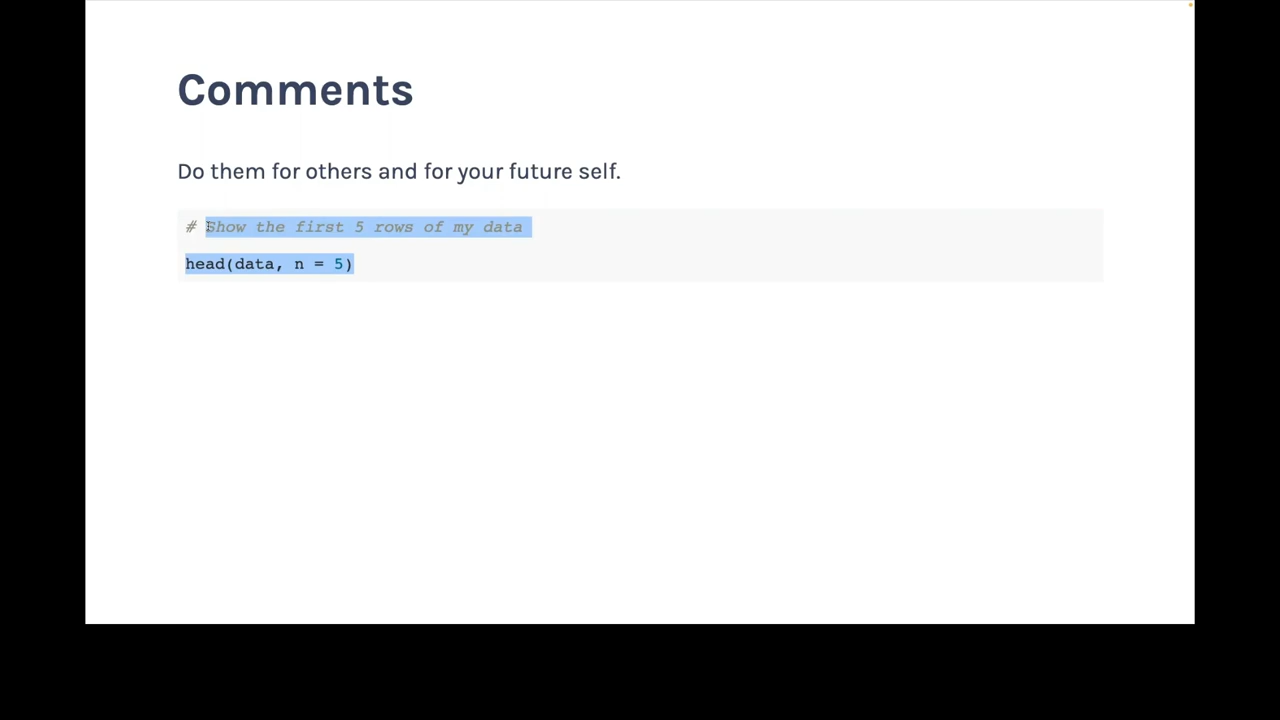 Comments
Do them for others and for your future self.
# Show the first 5 rows of my data
head(data, n = 5)